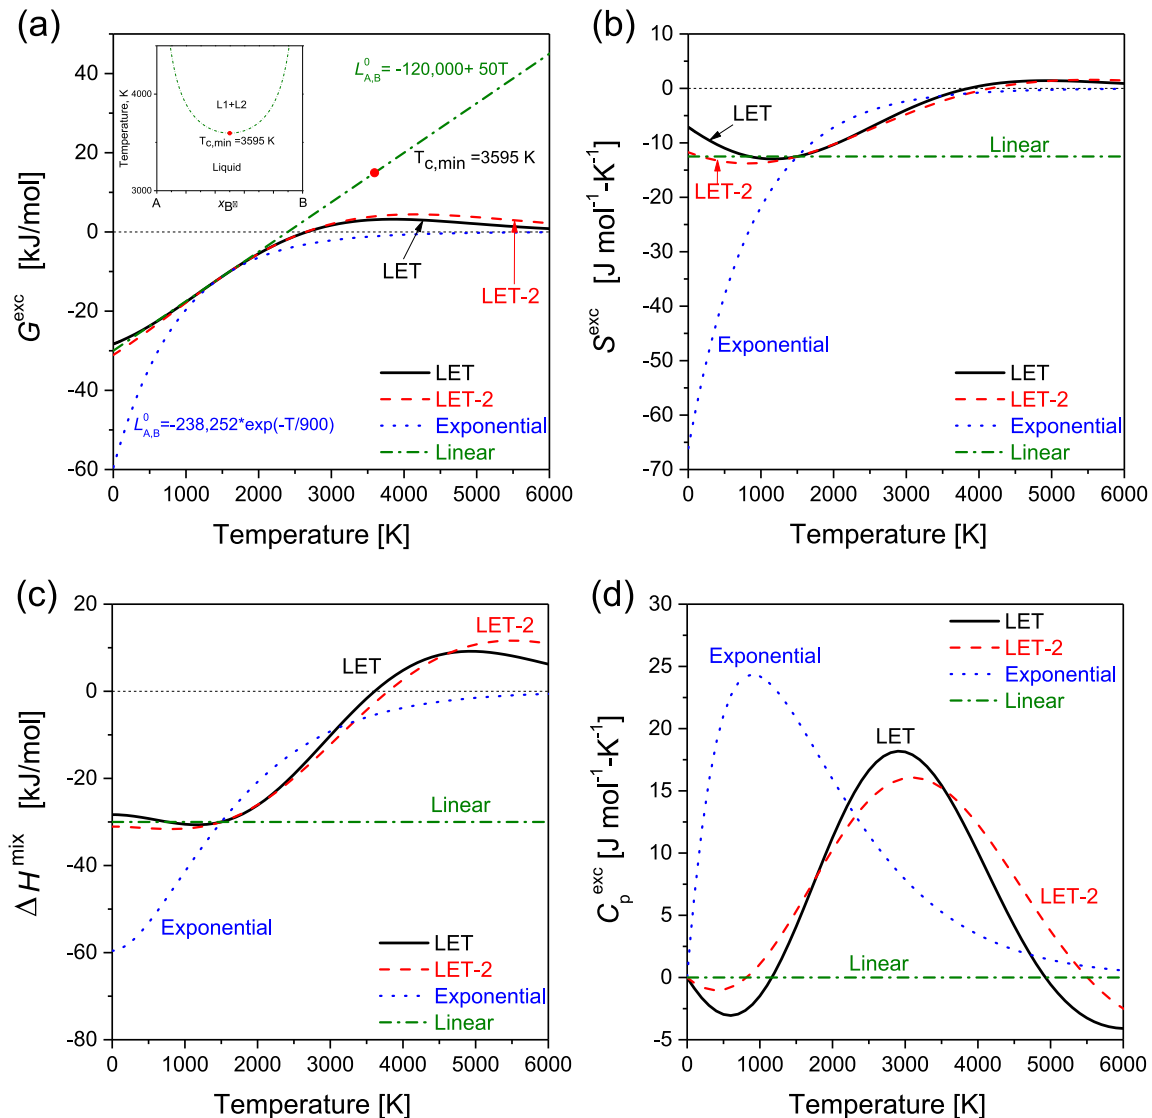 (a)
G^exc [kJ/mol]
40
20
0
-20
-40
-60
0 1000 2000 3000 4000 5000 6000
Temperature [K]
L^0_A,B = -120,000+ 50T
T_c,min =3595 K
LET
LET-2
L^0_A,B=-238,252*exp(-T/900)
LET
LET-2
Exponential
Linear
Temperature, K
4000
3000
L1+L2
T_c,min =3595 K
Liquid
A x_B B
(b)
S^exc [J mol^-1-K^-1]
10
0
-10
-20
-30
-40
-50
-60
-70
0 1000 2000 3000 4000 5000 6000
Temperature [K]
LET
Linear
LET-2
Exponential
LET
LET-2
Exponential
Linear
(c)
Δ H^mix [kJ/mol]
20
0
-20
-40
-60
-80
0 1000 2000 3000 4000 5000 6000
Temperature [K]
LET-2
LET
Linear
Exponential
LET
LET-2
Exponential
Linear
(d)
C_p^exc [J mol^-1-K^-1]
30
25
20
15
10
5
0
-5
0 1000 2000 3000 4000 5000 6000
Temperature [K]
LET
LET-2
Exponential
Linear
Exponential
LET
LET-2
Linear